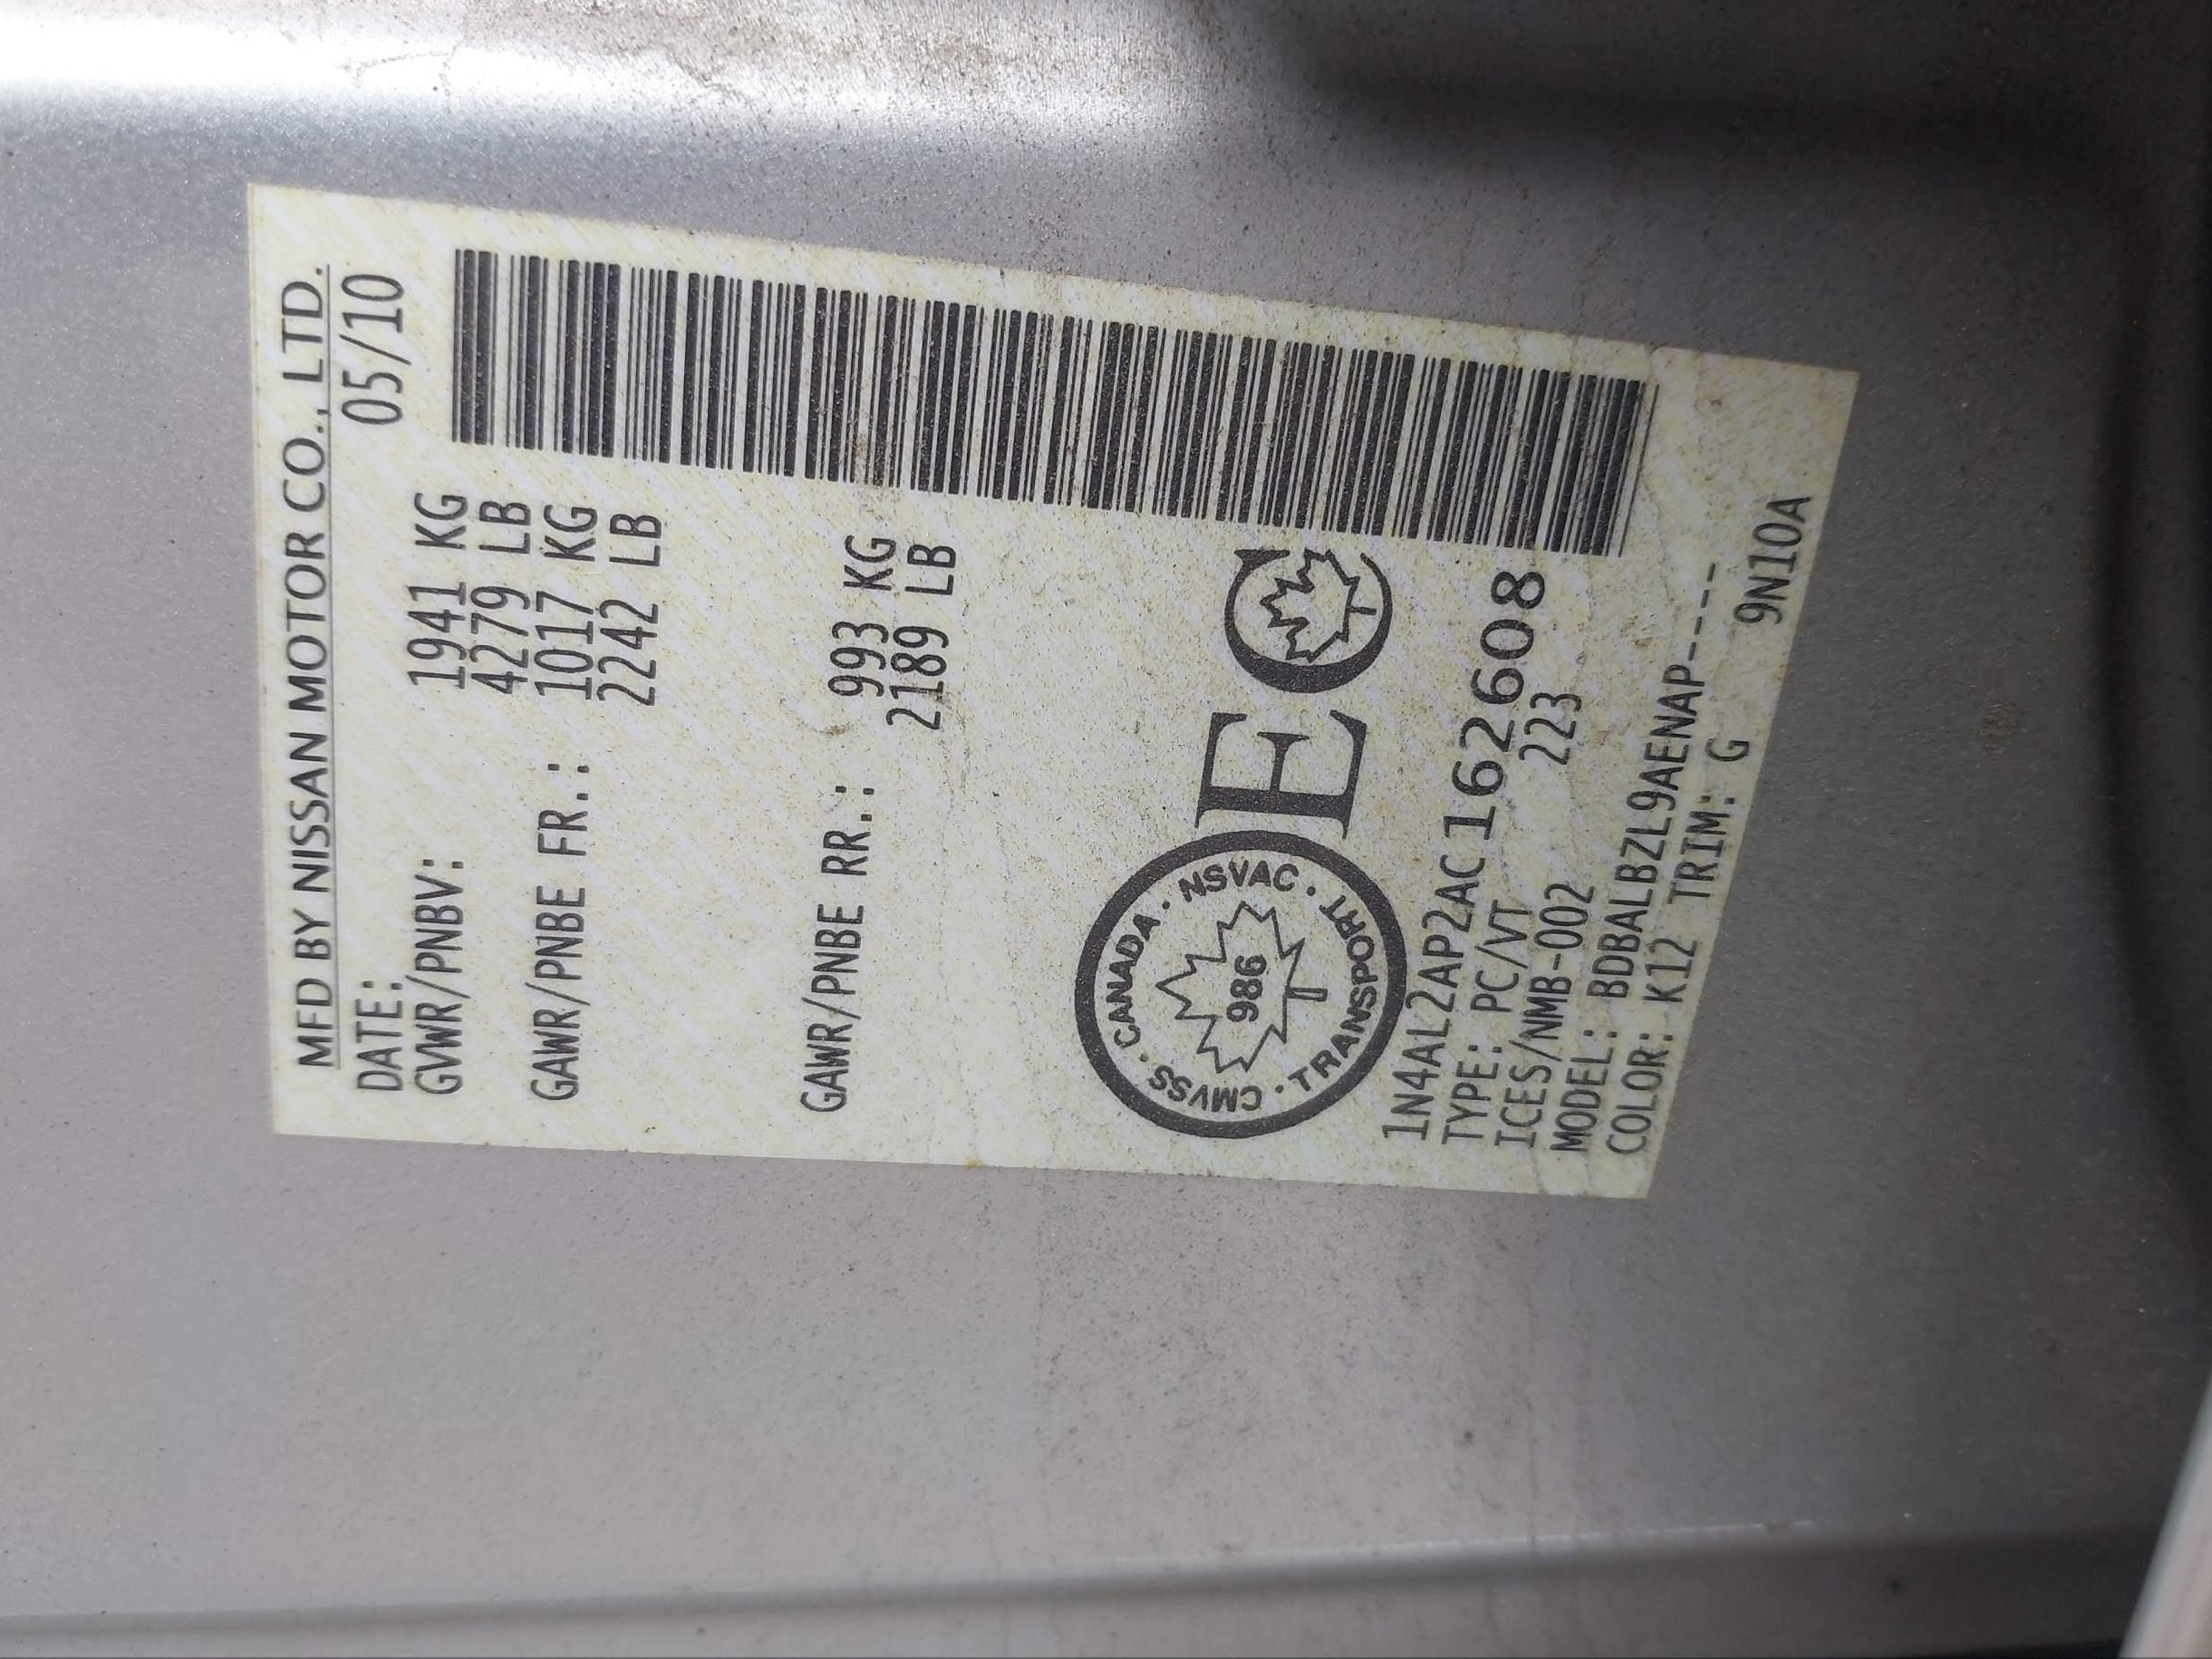 MFD BY NISSAN MOTOR CO., LTD.
DATE: 05/10
GVWR/PNBV: 1941 KG
4279 LB
GAWR/PNBE FR.: 1017 KG
2242 LB
GAWR/PNBE RR.: 993 KG
2189 LB
CANADA · NSVAC · TRANSPORT · CMVSS ·
986
EC
1N4AL2AP2AC162608
TYPE: PC/VT 223
ICES/NMB-002
MODEL: BDBALBZL9AENAP-----
COLOR: K12 TRIM: G 9N10A